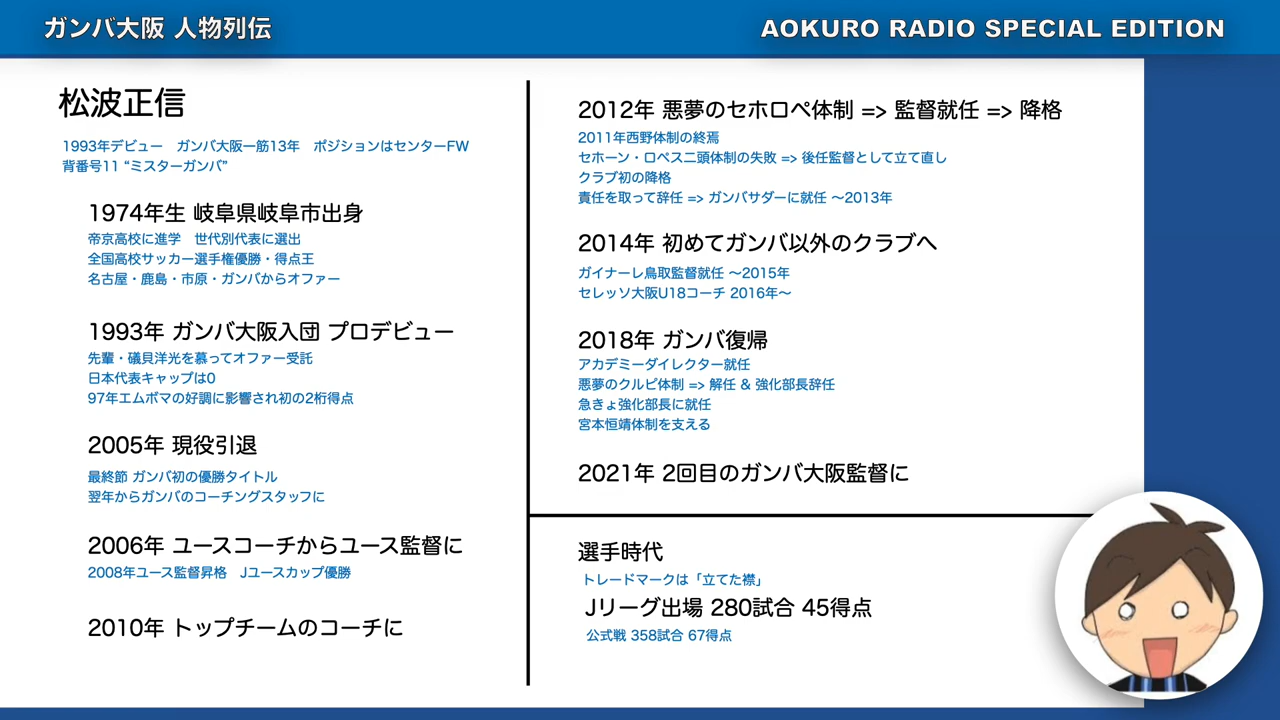 ガンバ大阪 人物列伝
AOKURO RADIO SPECIAL EDITION
松波正信
1993年デビュー　ガンバ大阪一筋13年　ポジションはセンターFW
背番号11 “ミスターガンバ”
1974年生 岐阜県岐阜市出身
帝京高校に進学　世代別代表に選出
全国高校サッカー選手権優勝・得点王
名古屋・鹿島・市原・ガンバからオファー
1993年 ガンバ大阪入団 プロデビュー
先輩・礒貝洋光を慕ってオファー受託
日本代表キャップは0
97年エムボマの好調に影響され初の2桁得点
2005年 現役引退
最終節 ガンバ初の優勝タイトル
翌年からガンバのコーチングスタッフに
2006年 ユースコーチからユース監督に
2008年ユース監督昇格　Jユースカップ優勝
2010年 トップチームのコーチに
2012年 悪夢のセホロペ体制 => 監督就任 => 降格
2011年西野体制の終焉
セホーン・ロペス二頭体制の失敗 => 後任監督として立て直し
クラブ初の降格
責任を取って辞任 => ガンバサダーに就任 〜2013年
2014年 初めてガンバ以外のクラブへ
ガイナーレ鳥取監督就任 〜2015年
セレッソ大阪U18コーチ 2016年〜
2018年 ガンバ復帰
アカデミーダイレクター就任
悪夢のクルピ体制 => 解任 & 強化部長辞任
急きょ強化部長に就任
宮本恒靖体制を支える
2021年 2回目のガンバ大阪監督に
選手時代
トレードマークは「立てた襟」
Jリーグ出場 280試合 45得点
公式戦 358試合 67得点